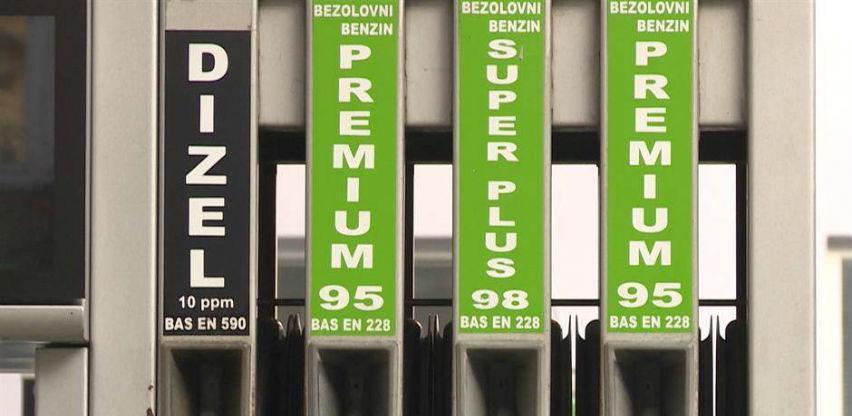 DIZEL
10 ppm
BAS EN 590
BEZOLOVNI
BENZIN
PREMIUM
95
BAS EN 228
BEZOLOVNI
BENZIN
SUPER PLUS
98
BAS EN 228
BEZOLOVNI
BENZIN
PREMIUM
95
BAS EN 228